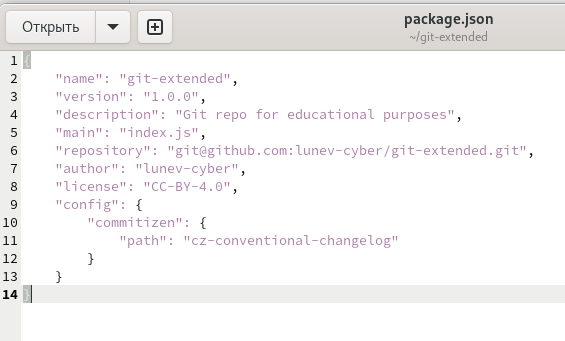 Открыть
package.json
~/git-extended
1 {
2     "name": "git-extended",
3     "version": "1.0.0",
4     "description": "Git repo for educational purposes",
5     "main": "index.js",
6     "repository": "git@github.com:lunev-cyber/git-extended.git",
7     "author": "lunev-cyber",
8     "license": "CC-BY-4.0",
9     "config": {
10         "commitizen": {
11             "path": "cz-conventional-changelog"
12         }
13     }
14 }